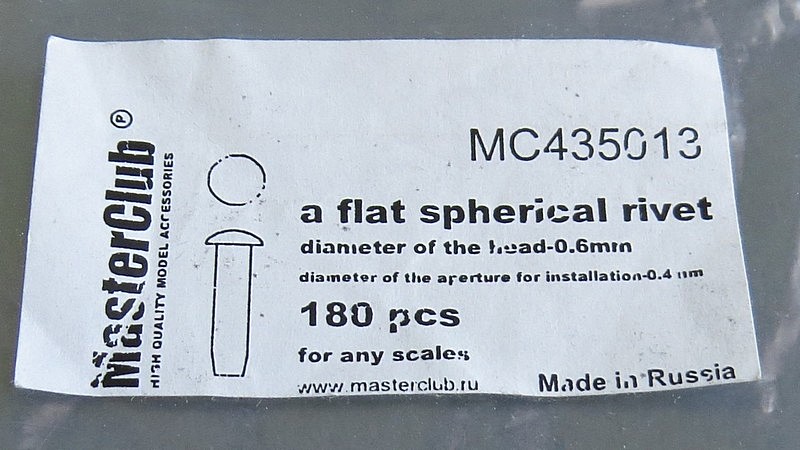 MasterClub ℗
HIGH QUALITY MODEL ACCESSORIES
MC435013
a flat spherical rivet
diameter of the head-0.6mm
diameter of the aperture for installation-0.4 mm
180 pcs
for any scales
www.masterclub.ru
Made in Russia